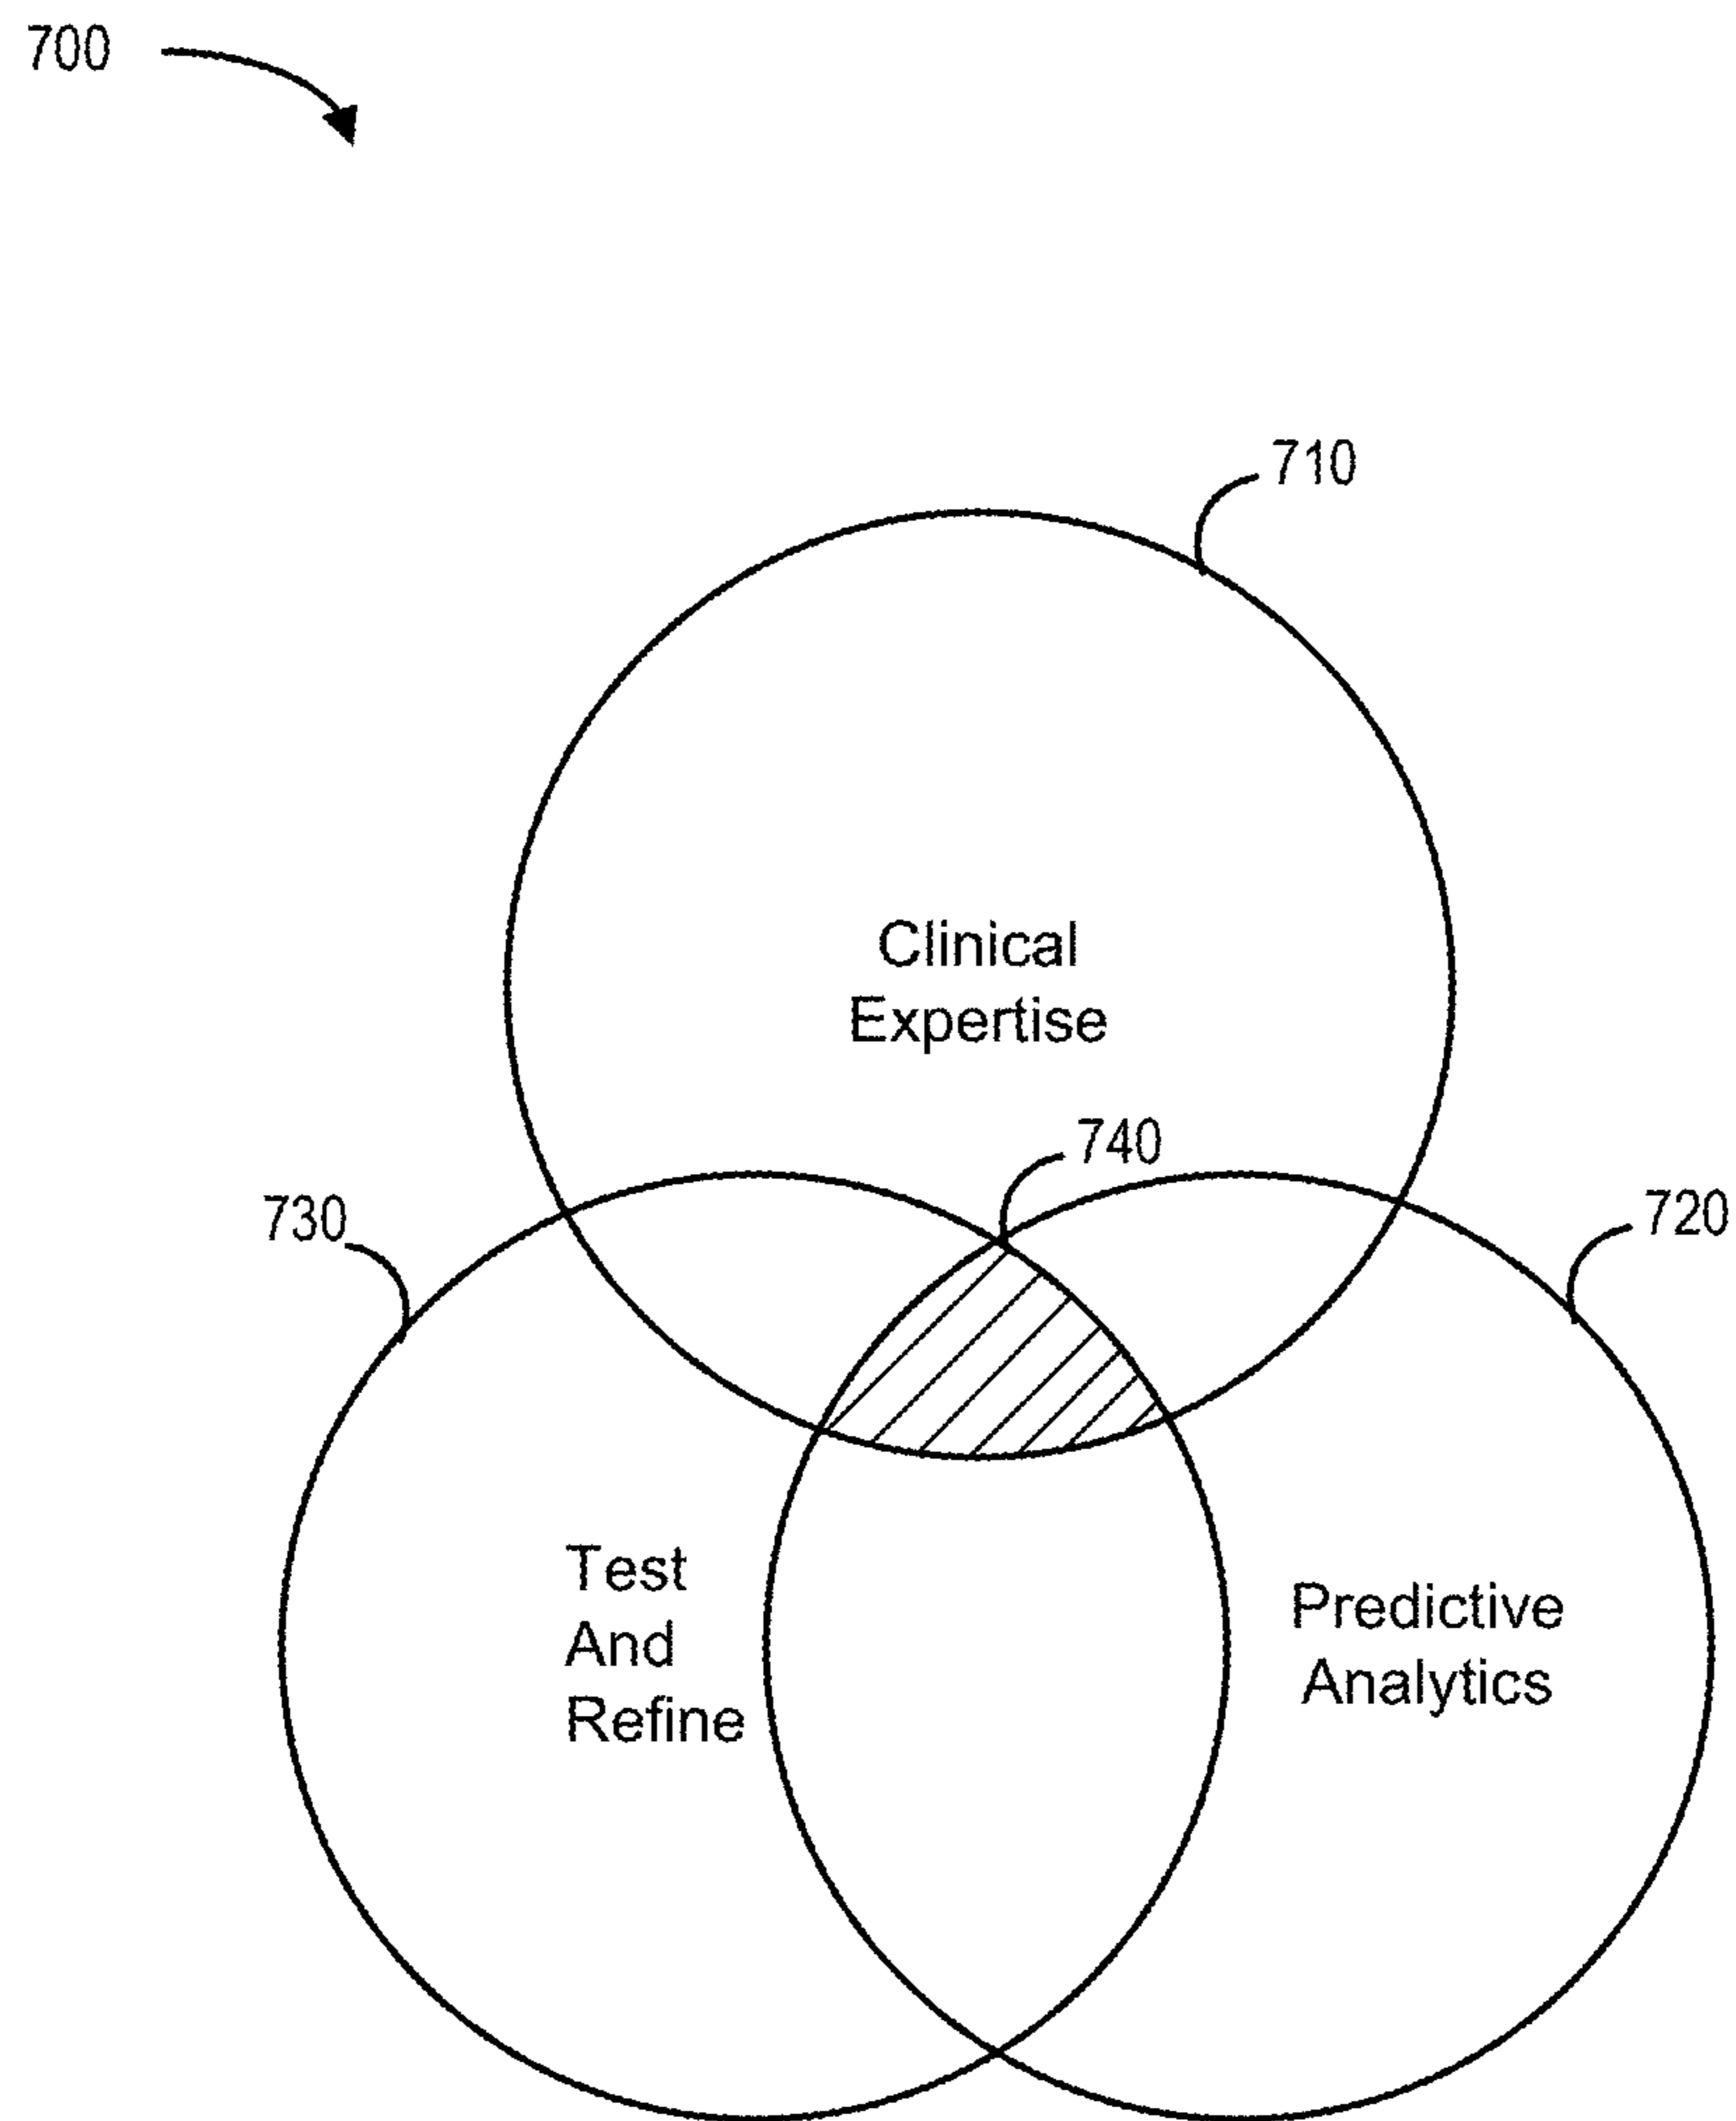 700
710
Clinical
Expertise
740
730
720
Test
And
Refine
Predictive
Analytics